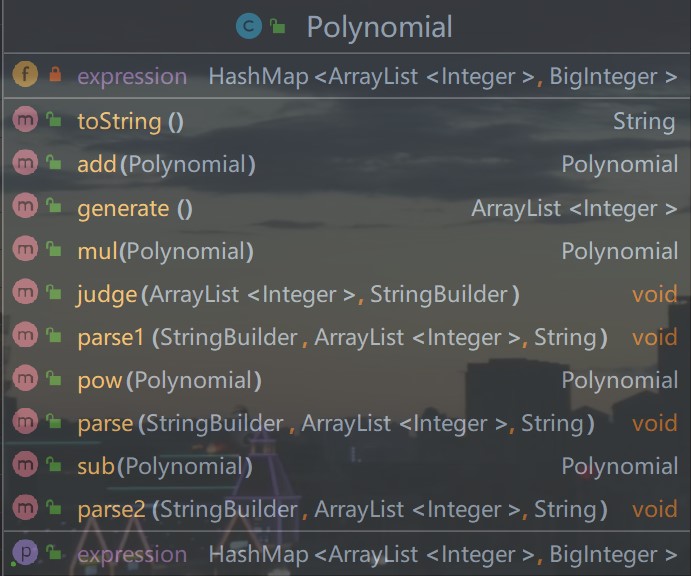 C Polynomial
f expression HashMap <ArrayList <Integer >, BigInteger >
m toString () String
m add(Polynomial) Polynomial
m generate () ArrayList <Integer >
m mul(Polynomial) Polynomial
m judge(ArrayList <Integer >, StringBuilder ) void
m parse1 (StringBuilder , ArrayList <Integer >, String) void
m pow(Polynomial) Polynomial
m parse (StringBuilder , ArrayList <Integer >, String) void
m sub(Polynomial) Polynomial
m parse2 (StringBuilder , ArrayList <Integer >, String) void
p expression HashMap <ArrayList <Integer >, BigInteger >